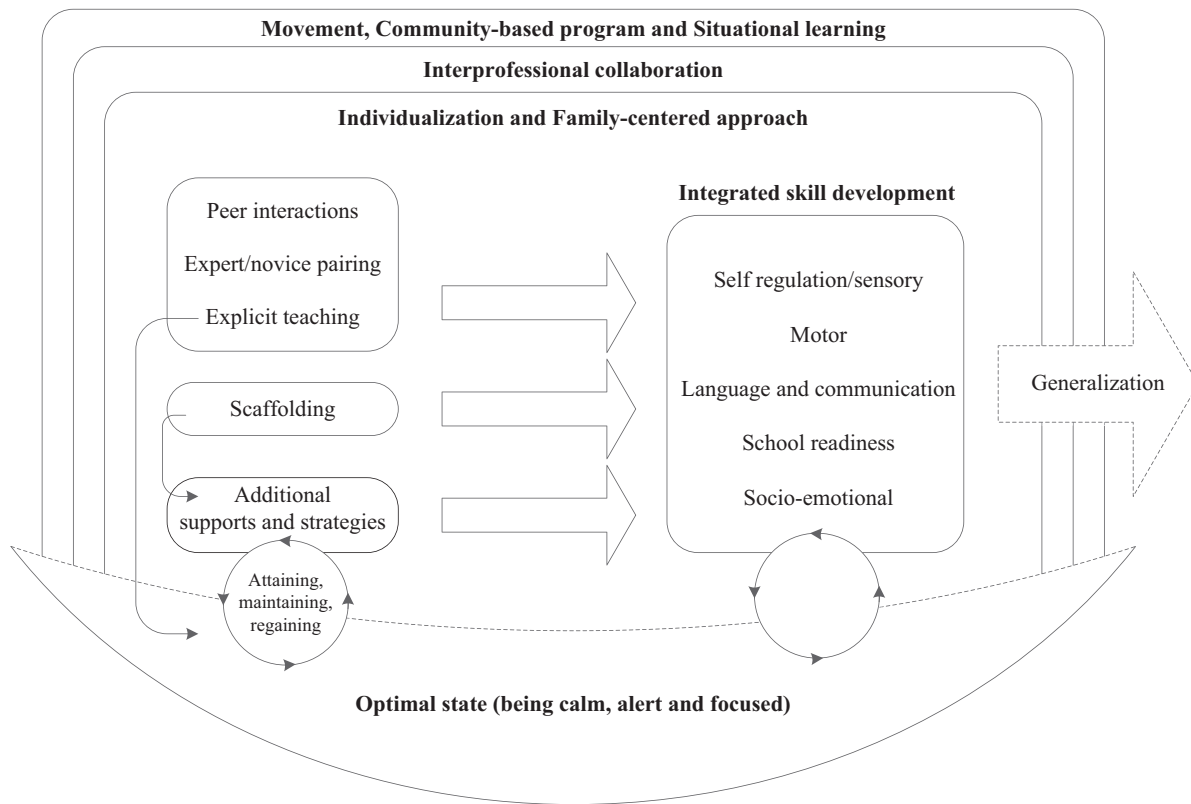 Movement, Community-based program and Situational learning
Interprofessional collaboration
Individualization and Family-centered approach
Peer interactions
Expert/novice pairing
Explicit teaching
Scaffolding
Additional
supports and strategies
Attaining,
maintaining,
regaining
Integrated skill development
Self regulation/sensory
Motor
Language and communication
School readiness
Socio-emotional
Generalization
Optimal state (being calm, alert and focused)